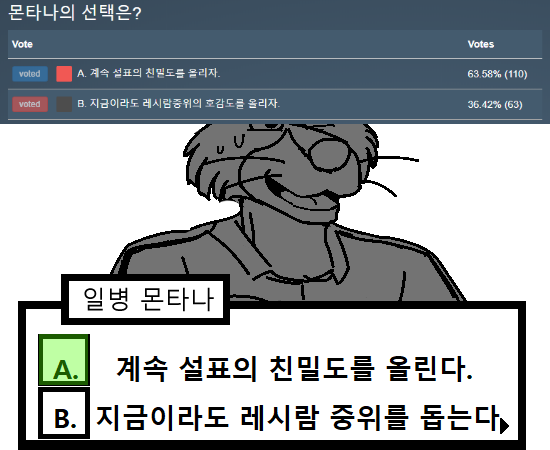 몬타나의 선택은?
Vote Votes
voted A. 계속 설표의 친밀도를 올리자. 63.58% (110)
voted B. 지금이라도 레시람중위의 호감도를 올리자. 36.42% (63)
일병 몬타나
A. 계속 설표의 친밀도를 올린다.
B. 지금이라도 레시람 중위를 돕는다.